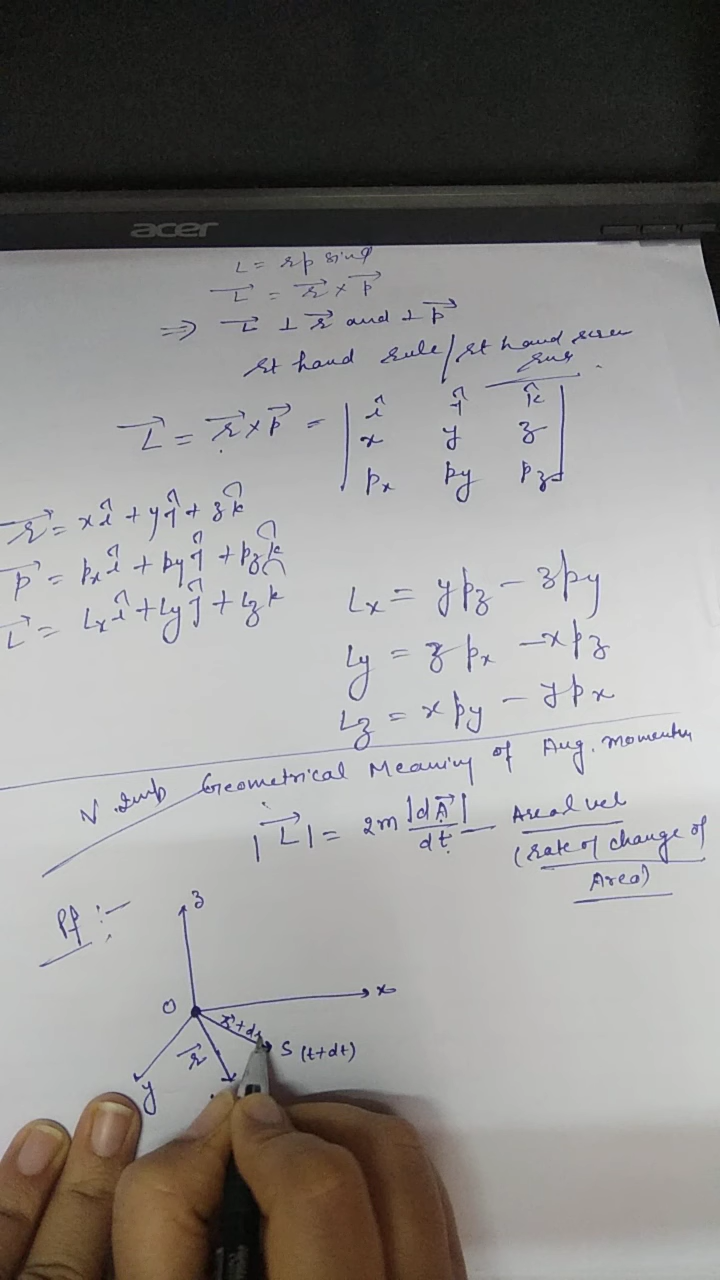 acer
L = rp sinφ
L⃗ = r⃗ × p⃗
⇒ L⃗ ⊥ r⃗ and ⊥ p⃗
rt hand rule / rt hand screw rule
L⃗ = r⃗ × p⃗ = | î ĵ k̂ |
| x y z |
| px py pz |
r⃗ = xî + yĵ + zk̂
p⃗ = pxî + pyĵ + pzk̂
L⃗ = Lxî + Lyĵ + Lzk̂
Lx = ypz − zpy
Ly = zpx − xpz
Lz = xpy − ypx
V. Imp Geometrical Meaning of Ang. momentum
|L⃗| = 2m |dA⃗|/dt — Areal vel
(rate of change of
Area)
Pf :-
z
O
x
r⃗+dr
S (t+dt)
r⃗
y